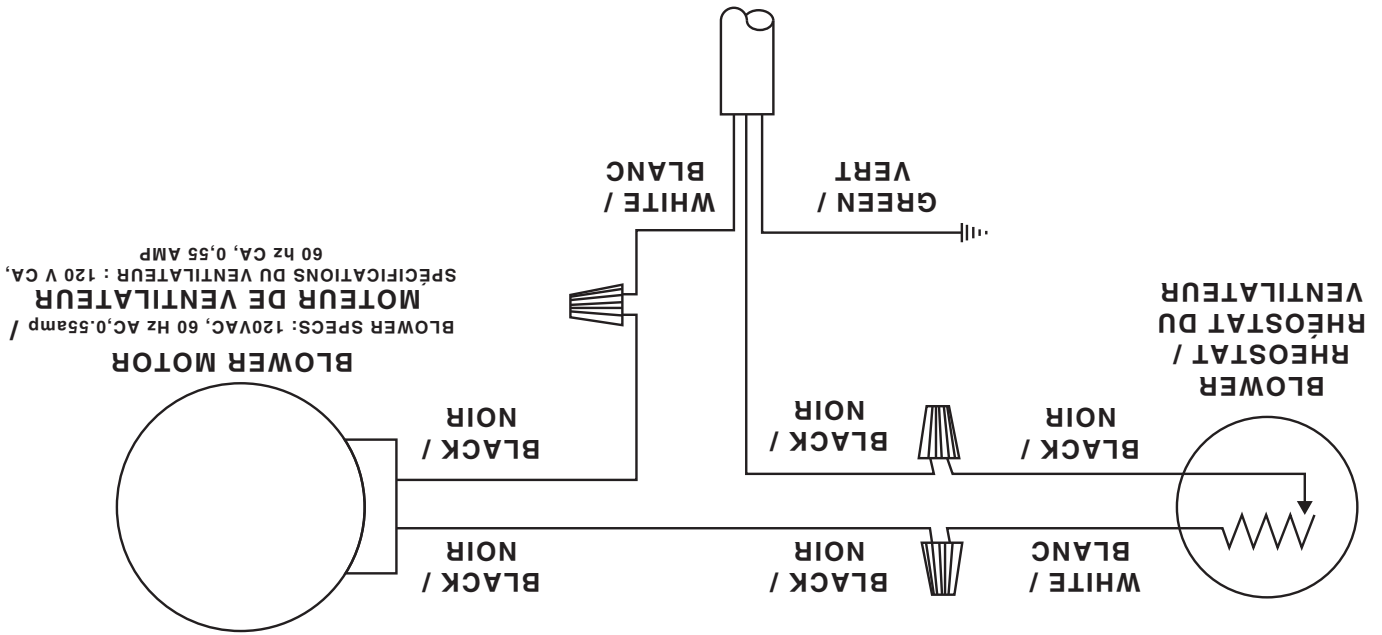 WHITE /
BLANC
BLACK /
NOIR
BLACK /
NOIR
BLACK /
NOIR
BLACK /
NOIR
BLACK /
NOIR
BLOWER
RHEOSTAT /
RHÉOSTAT DU
VENTILATEUR
BLOWER MOTOR
BLOWER SPECS: 120VAC, 60 Hz AC,0.55amp /
MOTEUR DE VENTILATEUR
SPÉCIFICATIONS DU VENTILATEUR : 120 V CA,
60 hz CA, 0,55 AMP
GREEN /
VERT
WHITE /
BLANC